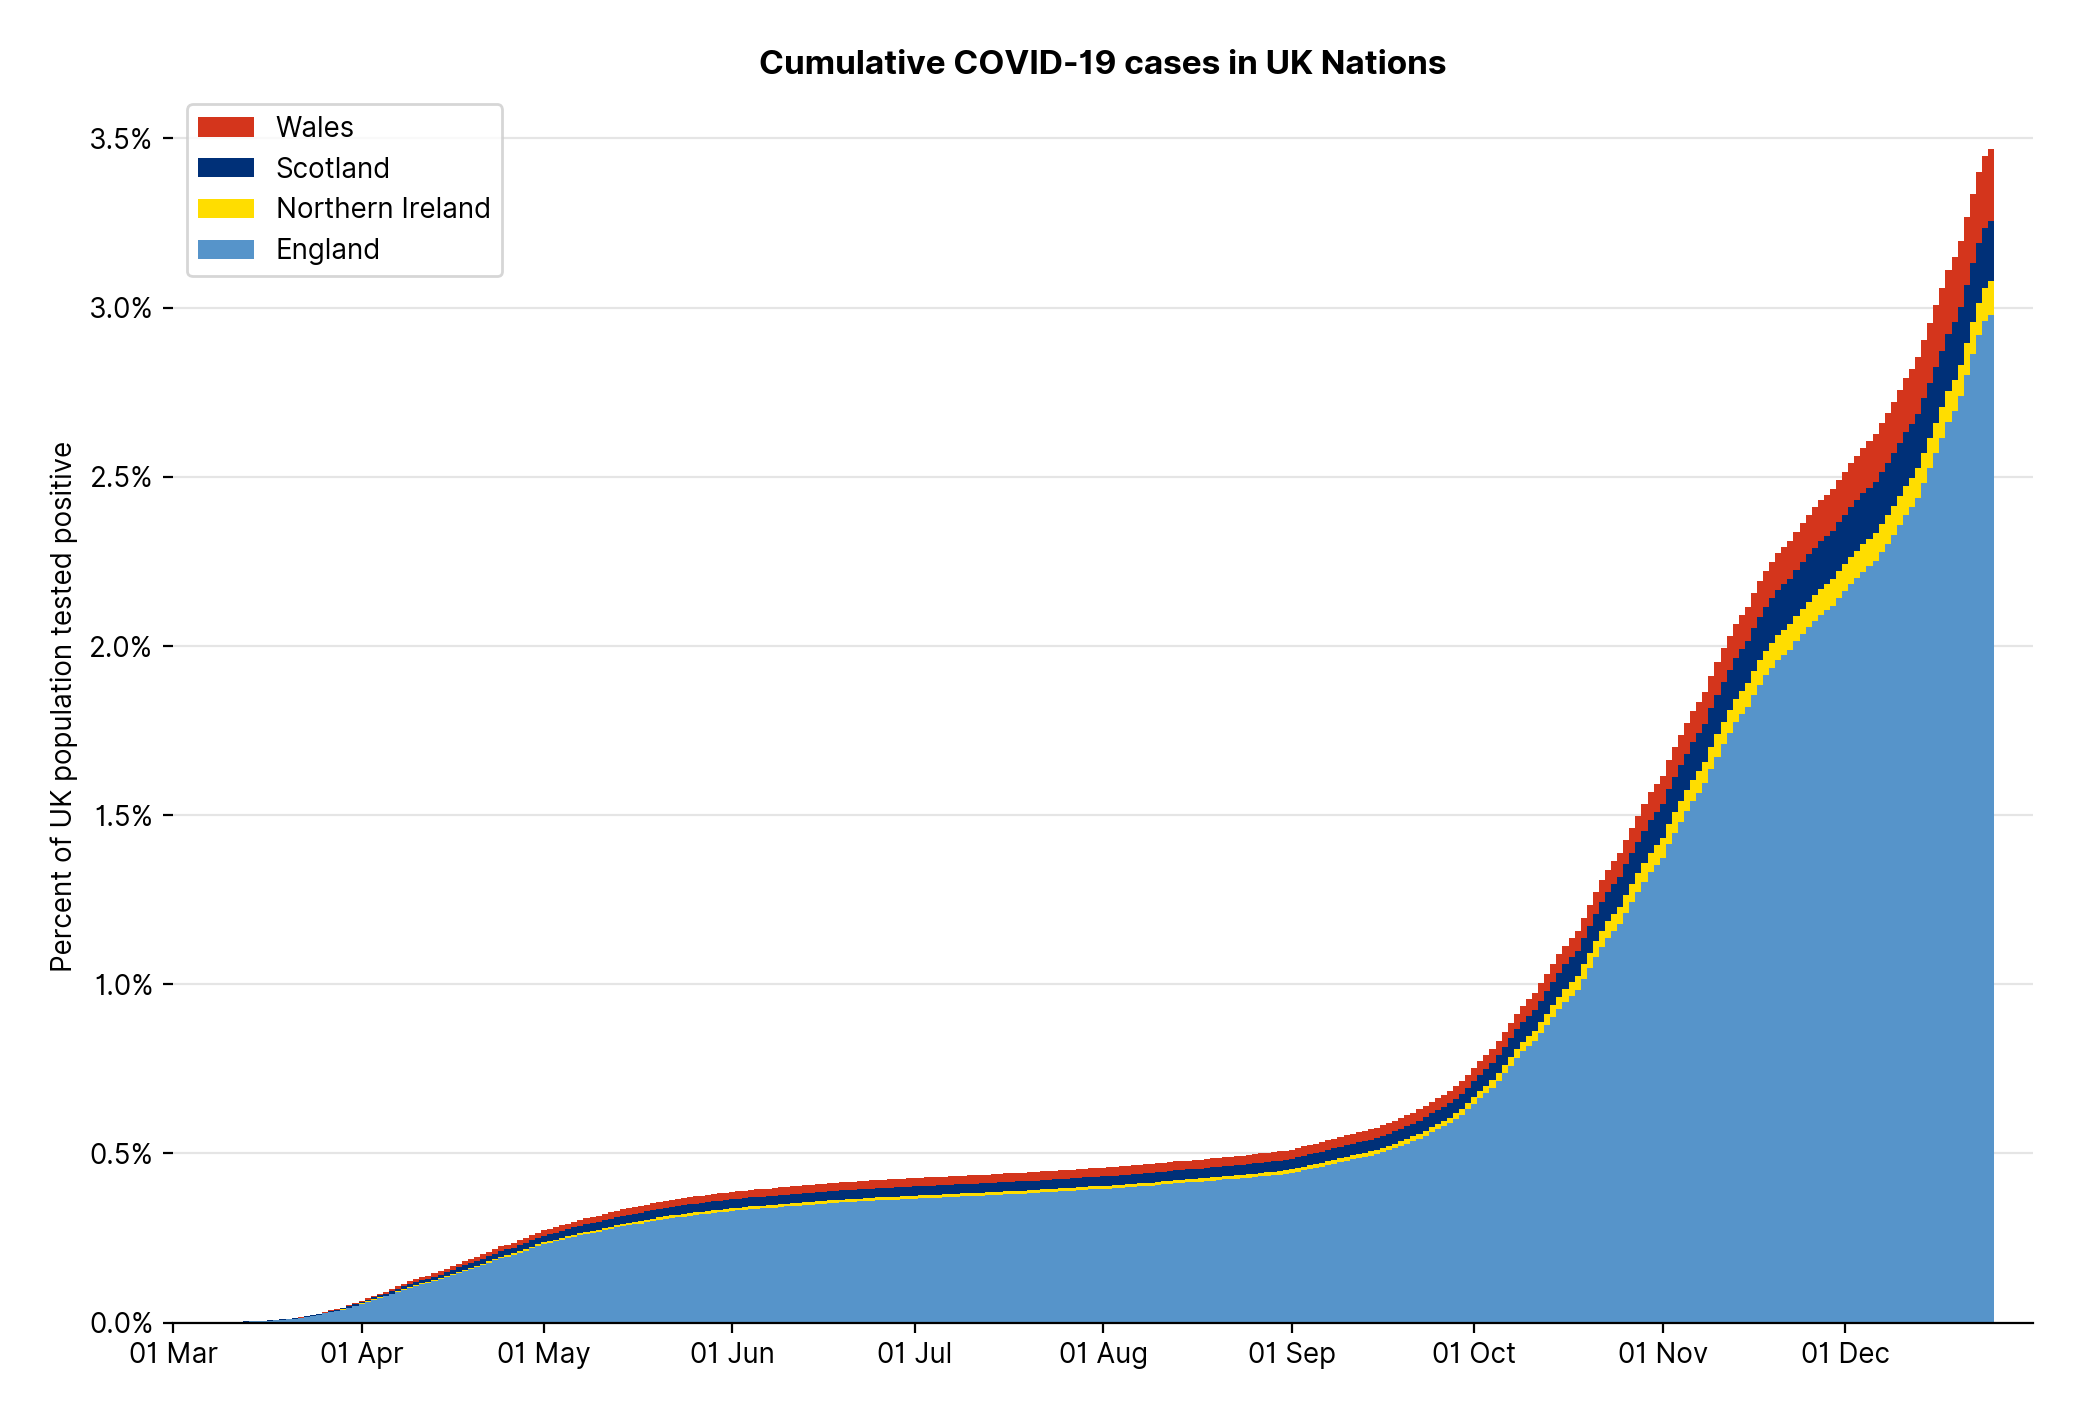 Cumulative COVID-19 cases in UK Nations
Wales
Scotland
Northern Ireland
England
Percent of UK population tested positive
3.5%
3.0%
2.5%
2.0%
1.5%
1.0%
0.5%
0.0%
01 Mar
01 Apr
01 May
01 Jun
01 Jul
01 Aug
01 Sep
01 Oct
01 Nov
01 Dec